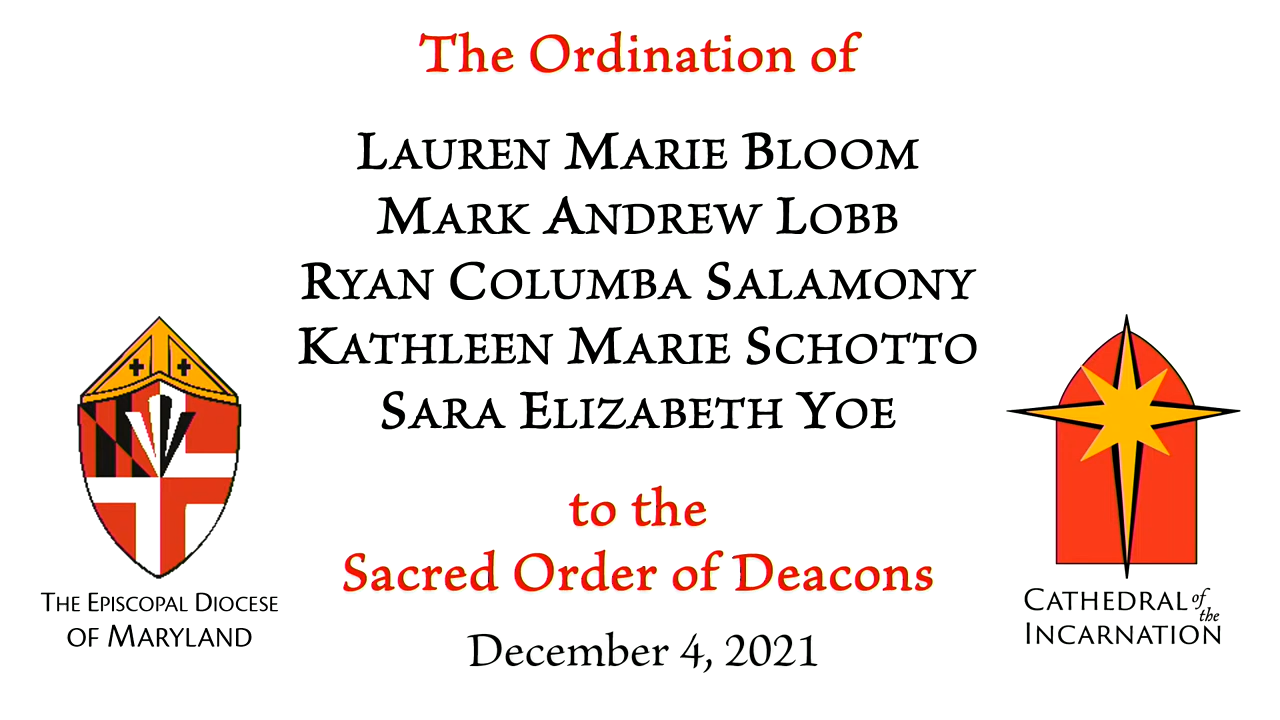 The Ordination of
Lauren Marie Bloom
Mark Andrew Lobb
Ryan Columba Salamony
Kathleen Marie Schotto
Sara Elizabeth Yoe
to the
Sacred Order of Deacons
December 4, 2021
The Episcopal Diocese
of Maryland
Cathedral of the
Incarnation